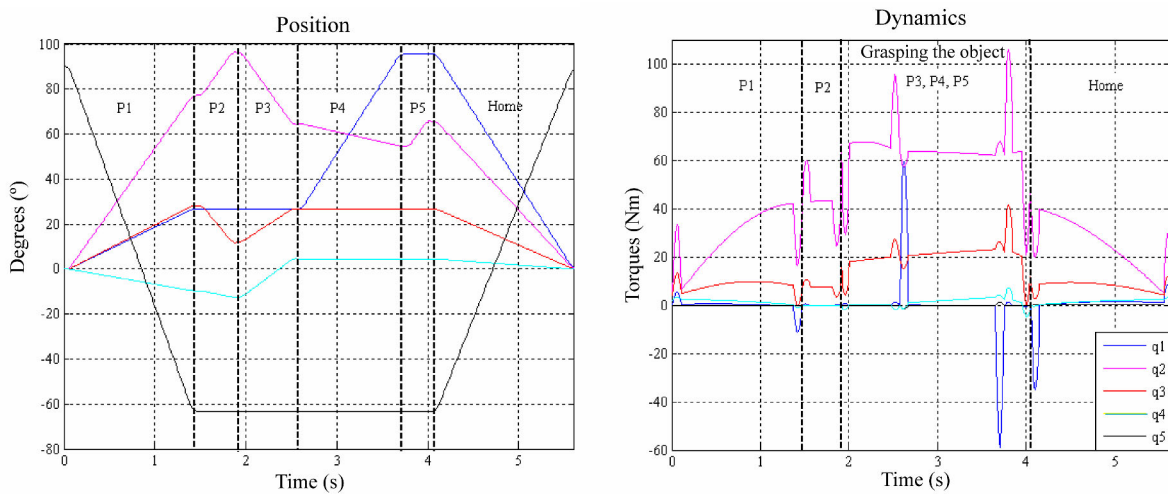 Position
Degrees (º)
100
80
60
40
20
0
-20
-40
-60
-80
P1
P2
P3
P4
P5
Home
0
1
2
3
4
5
Time (s)
Dynamics
Grasping the object
Torques (Nm)
100
80
60
40
20
0
-20
-40
-60
P1
P2
P3, P4, P5
Home
q1
q2
q3
q4
q5
0
1
2
3
4
5
Time (s)